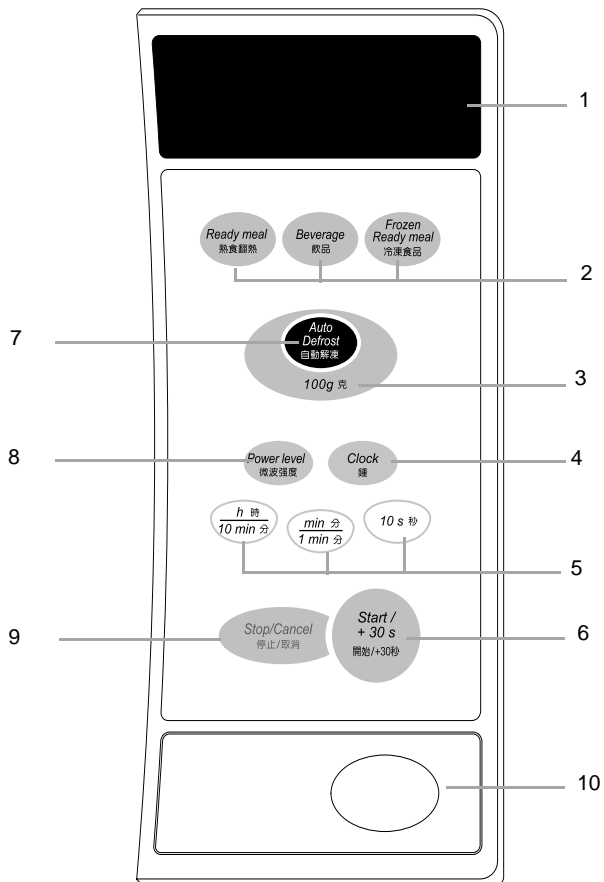 1
Ready meal
熟食翻熱
Beverage
飲品
Frozen
Ready meal
冷凍食品
2
7
Auto
Defrost
自動解凍
100g 克
3
8
Power level
微波强度
Clock
鍾
4
h 時
10 min 分
min 分
1 min 分
10 s 秒
5
9
Stop/Cancel
停止/取消
Start /
+ 30 s
開始/+30秒
6
10